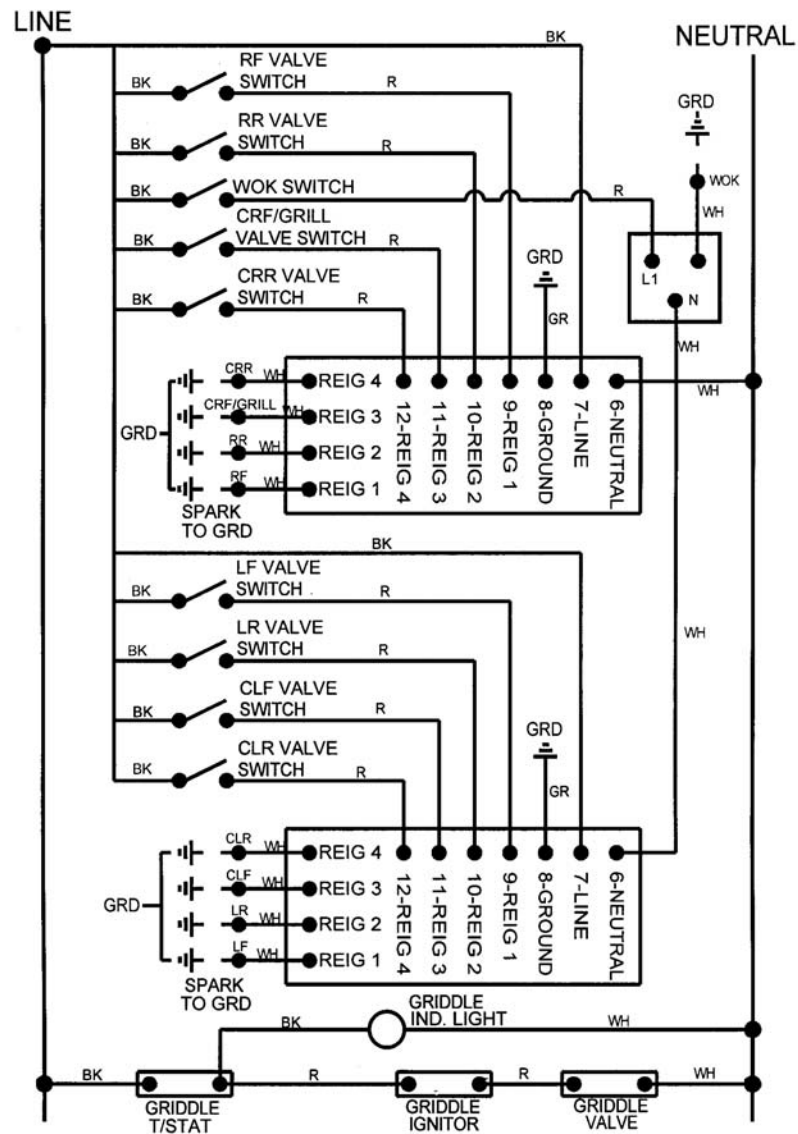 LINE
NEUTRAL
BK
RF VALVE
SWITCH
BK
R
GRD
RR VALVE
SWITCH
BK
R
WOK SWITCH
BK
R
WOK
WH
CRF/GRILL
VALVE SWITCH
BK
R
GRD
L1
N
CRR VALVE
SWITCH
BK
R
GR
WH
CRR
WH
REIG 4
WH
CRF/GRILL
WH
REIG 3
GRD
RR
WH
REIG 2
RF
WH
REIG 1
SPARK
TO GRD
12-REIG 4
11-REIG 3
10-REIG 2
9-REIG 1
8-GROUND
7-LINE
6-NEUTRAL
BK
LF VALVE
SWITCH
BK
R
LR VALVE
SWITCH
BK
R
WH
CLF VALVE
SWITCH
BK
R
GRD
CLR VALVE
SWITCH
BK
R
GR
CLR
WH
REIG 4
CLF
WH
REIG 3
GRD
LR
WH
REIG 2
LF
WH
REIG 1
SPARK
TO GRD
12-REIG 4
11-REIG 3
10-REIG 2
9-REIG 1
8-GROUND
7-LINE
6-NEUTRAL
GRIDDLE
IND. LIGHT
BK
WH
BK
R
R
WH
GRIDDLE
T/STAT
GRIDDLE
IGNITOR
GRIDDLE
VALVE